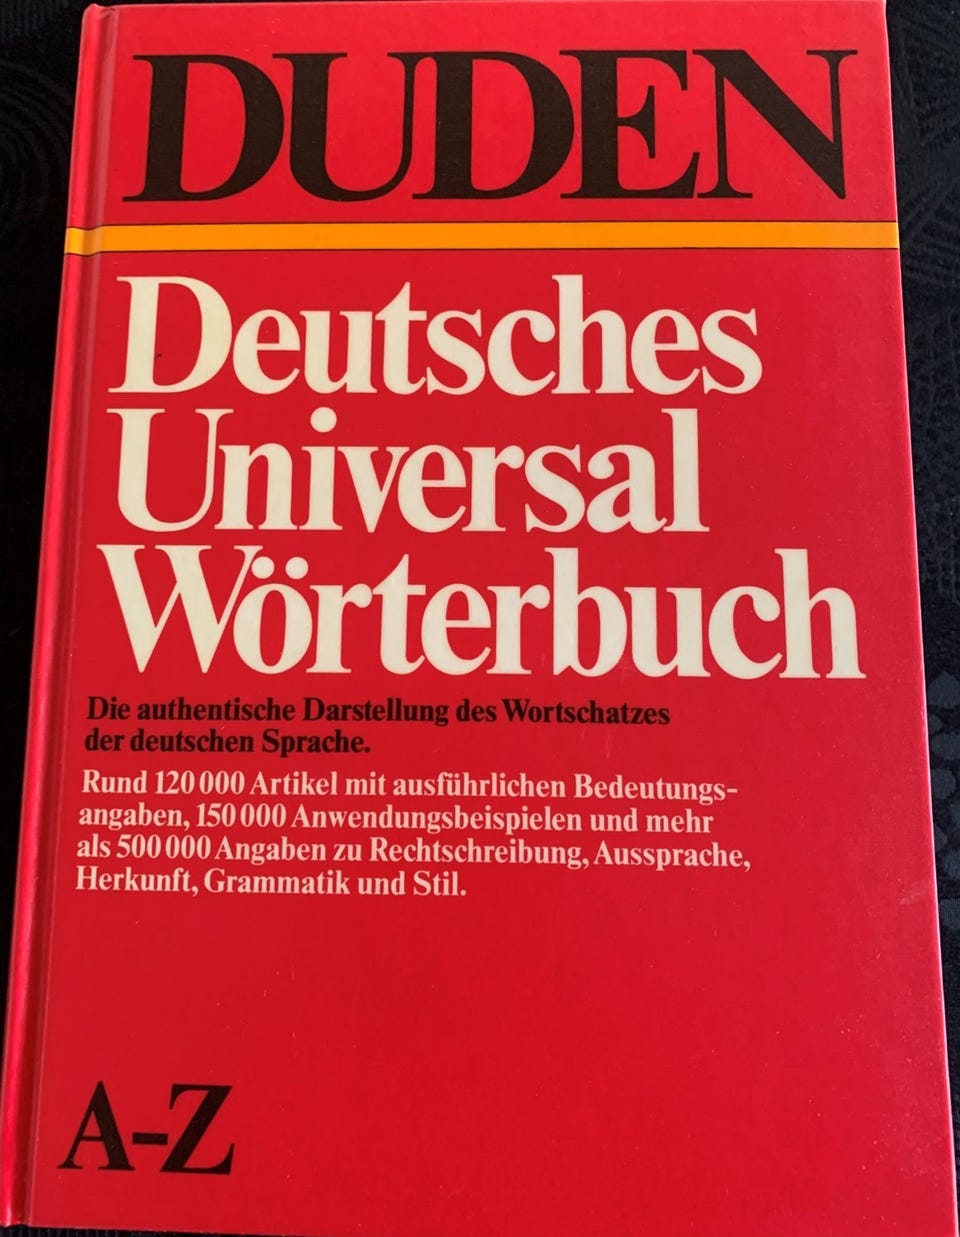 DUDEN
Deutsches
Universal
Wörterbuch
Die authentische Darstellung des Wortschatzes
der deutschen Sprache.
Rund 120 000 Artikel mit ausführlichen Bedeutungs-
angaben, 150 000 Anwendungsbeispielen und mehr
als 500 000 Angaben zu Rechtschreibung, Aussprache,
Herkunft, Grammatik und Stil.
A–Z